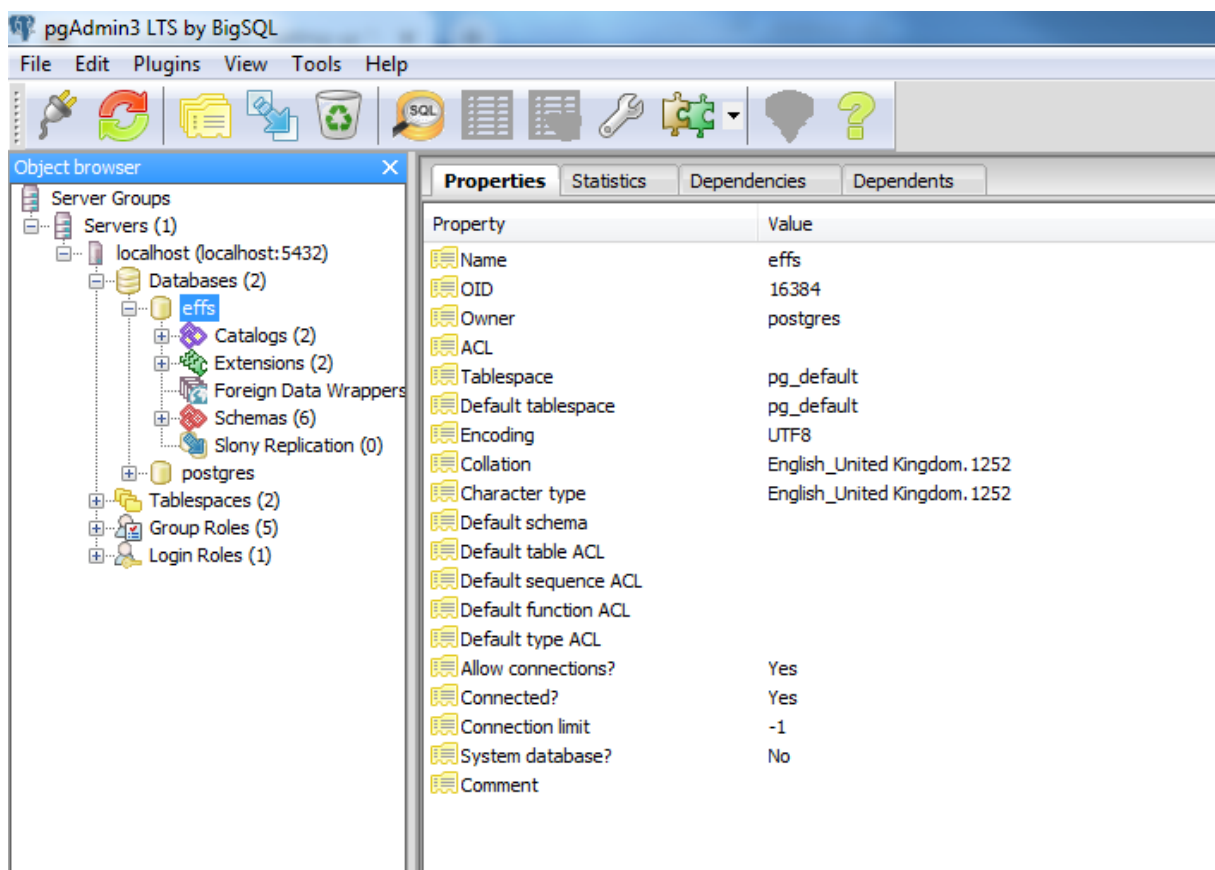 pgAdmin3 LTS by BigSQL
File Edit Plugins View Tools Help
SQL
Object browser
Server Groups
Servers (1)
localhost (localhost:5432)
Databases (2)
effs
Catalogs (2)
Extensions (2)
Foreign Data Wrappers
Schemas (6)
Slony Replication (0)
postgres
Tablespaces (2)
Group Roles (5)
Login Roles (1)
Properties Statistics Dependencies Dependents
Property Value
Name effs
OID 16384
Owner postgres
ACL
Tablespace pg_default
Default tablespace pg_default
Encoding UTF8
Collation English_United Kingdom.1252
Character type English_United Kingdom.1252
Default schema
Default table ACL
Default sequence ACL
Default function ACL
Default type ACL
Allow connections? Yes
Connected? Yes
Connection limit -1
System database? No
Comment